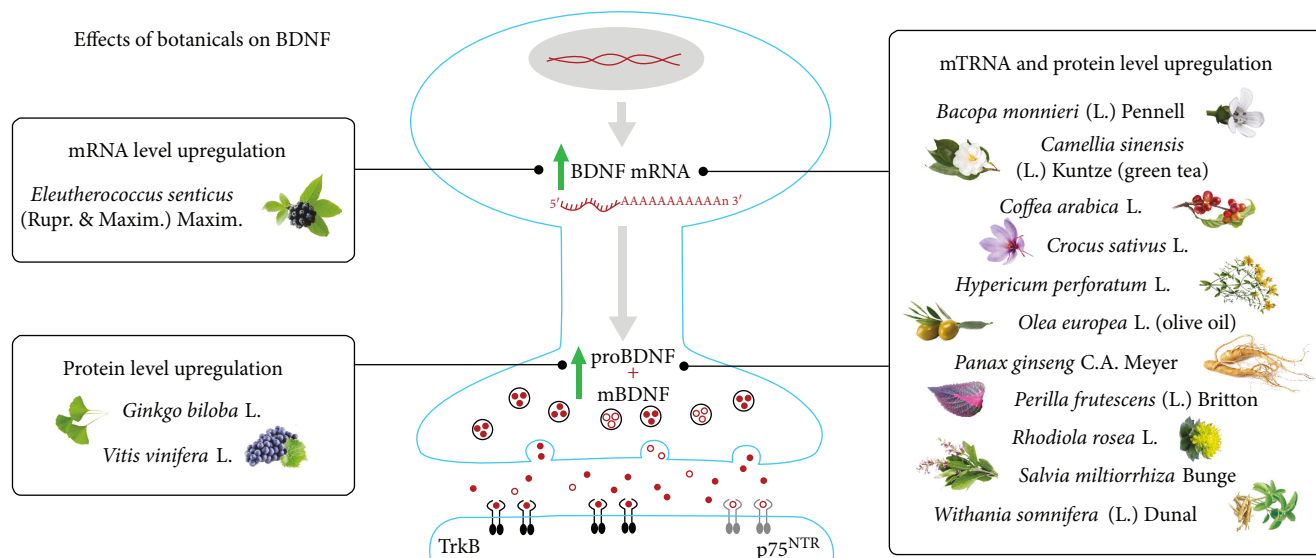 Effects of botanicals on BDNF
mRNA level upregulation
Eleutherococcus senticus
(Rupr. & Maxim.) Maxim.
Protein level upregulation
Ginkgo biloba L.
Vitis vinifera L.
BDNF mRNA
5′ AAAAAAAAAAAn 3′
proBDNF
+
mBDNF
TrkB
p75NTR
mTRNA and protein level upregulation
Bacopa monnieri (L.) Pennell
Camellia sinensis
(L.) Kuntze (green tea)
Coffea arabica L.
Crocus sativus L.
Hypericum perforatum L.
Olea europea L. (olive oil)
Panax ginseng C.A. Meyer
Perilla frutescens (L.) Britton
Rhodiola rosea L.
Salvia miltiorrhiza Bunge
Withania somnifera (L.) Dunal